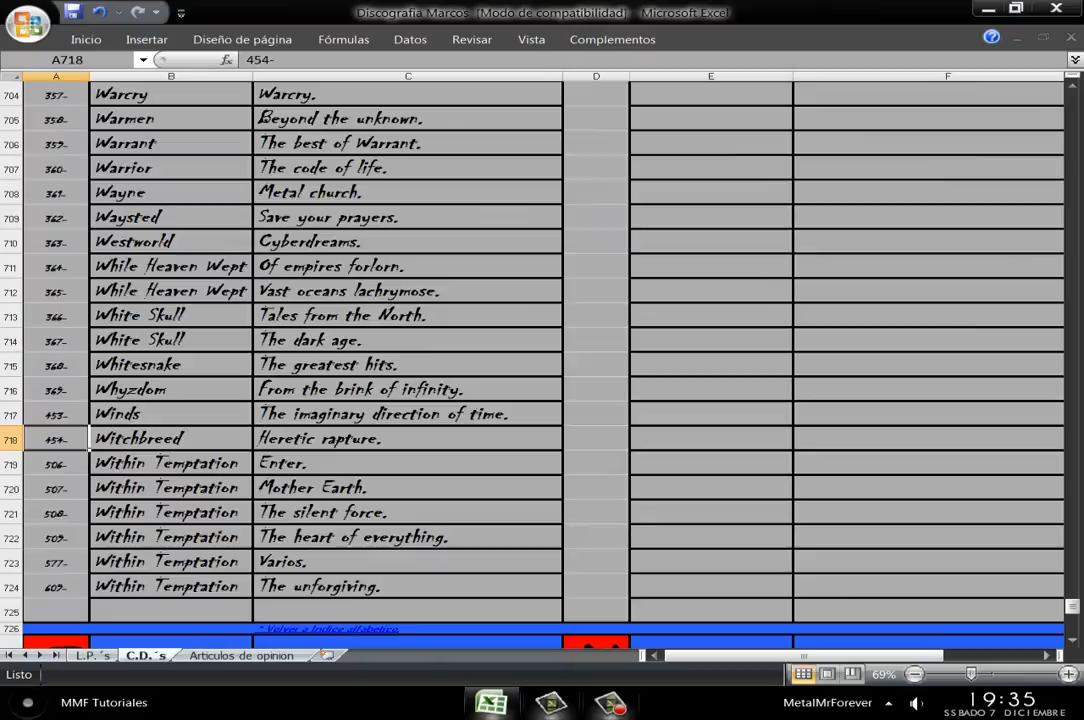 Discografia Marcos [Modo de compatibilidad] - Microsoft Excel
Inicio Insertar Diseño de página Fórmulas Datos Revisar Vista Complementos
A718 fx 454-
A B C D E F
704 357- Warcry Warcry.
705 358- Warmen Beyond the unknown.
706 359- Warrant The best of Warrant.
707 360- Warrior The code of life.
708 361- Wayne Metal church.
709 362- Waysted Save your prayers.
710 363- Westworld Cyberdreams.
711 364- While Heaven Wept Of empires forlorn.
712 365- While Heaven Wept Vast oceans lachrymose.
713 366- White Skull Tales from the North.
714 367- White Skull The dark age.
715 368- Whitesnake The greatest hits.
716 369- Whyzdom From the brink of infinity.
717 453- Winds The imaginary direction of time.
718 454- Witchbreed Heretic rapture.
719 506- Within Temptation Enter.
720 507- Within Temptation Mother Earth.
721 508- Within Temptation The silent force.
722 509- Within Temptation The heart of everything.
723 577- Within Temptation Varios.
724 609- Within Temptation The unforgiving.
725
726 * Volver a Indice alfabetico.
L.P.´s C.D.´s Articulos de opinion
Listo 69%
MMF Tutoriales MetalMrForever 19:35
SSBADO 7 DICIEMBRE